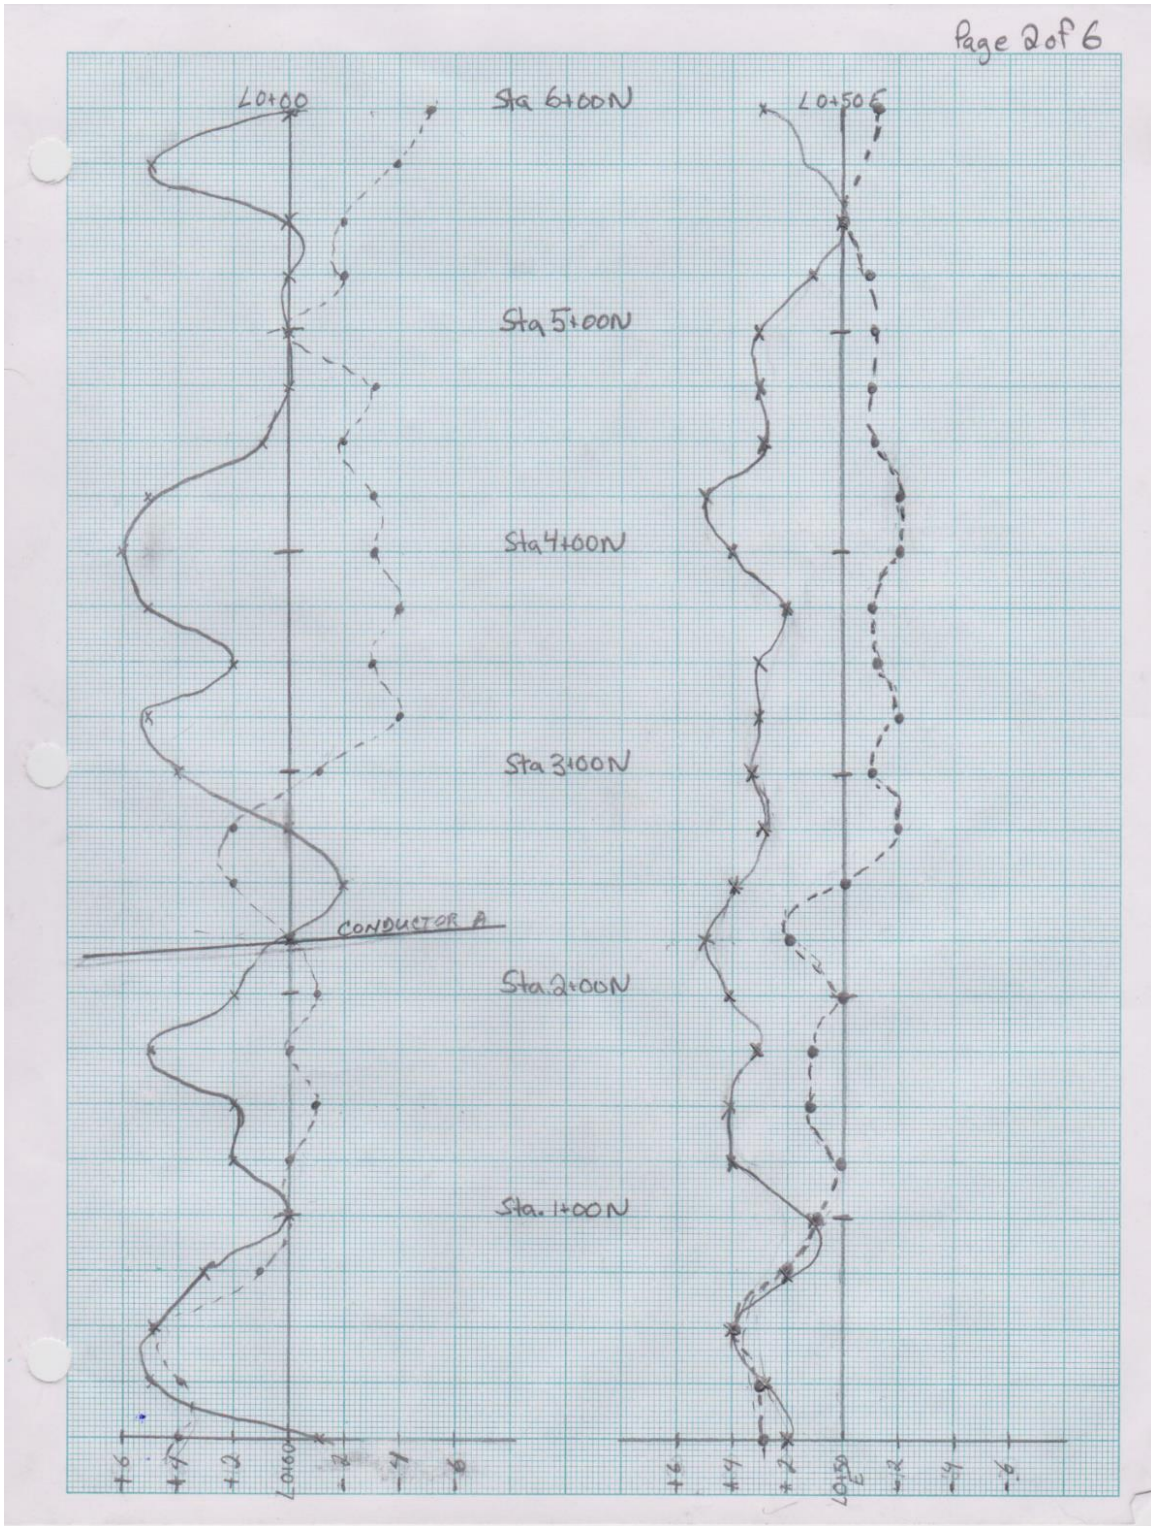 Page 2 of 6
L0+00 Sta 6+00N L0+50E
Sta 5+00N
Sta 4+00N
Sta 3+00N
CONDUCTOR A
Sta. 2+00N
Sta. 1+00N
+6 +4 +2 L0+00 -2 -4 -6 +6 +4 +2 L0+50E -2 -4 -6